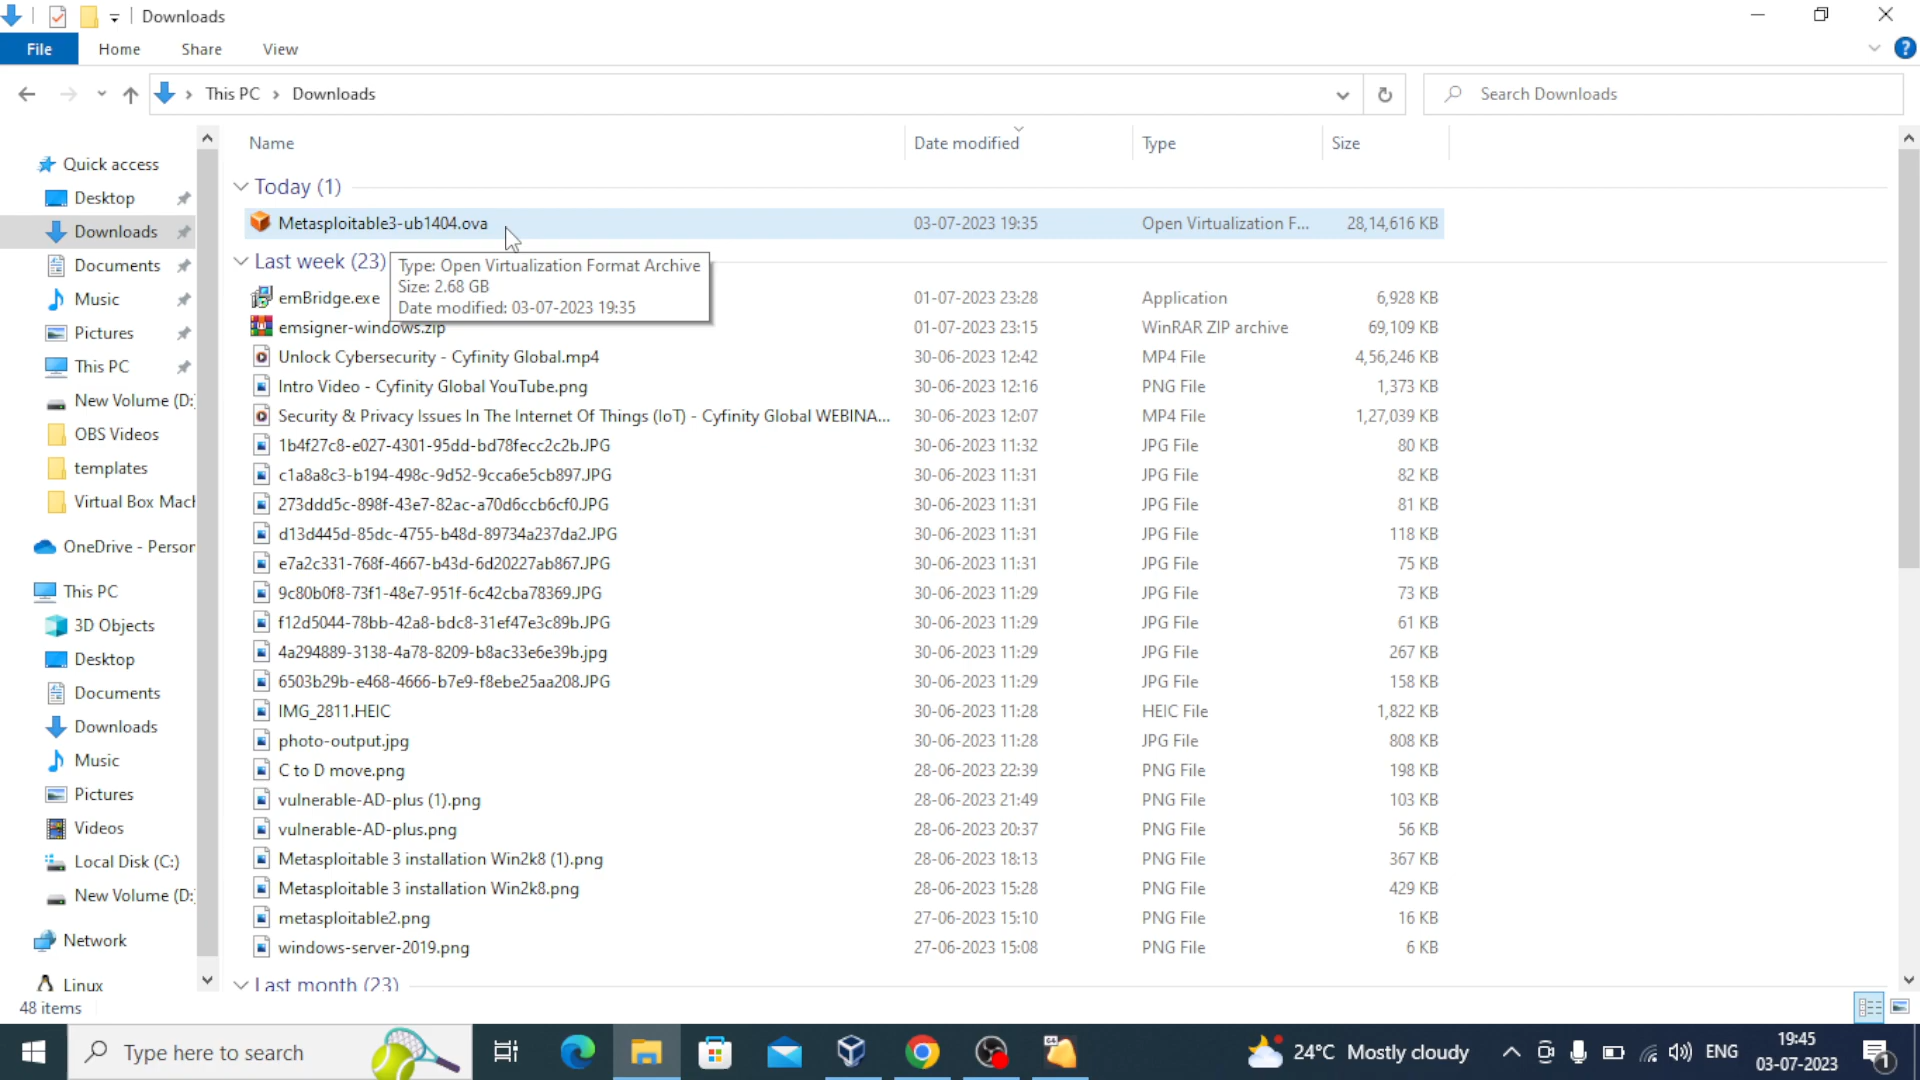 Downloads
File Home Share View
This PC > Downloads
Search Downloads
Name Date modified Type Size
Quick access
Desktop
Downloads
Documents
Music
Pictures
This PC
New Volume (D:
OBS Videos
templates
Virtual Box Mach
OneDrive - Person
This PC
3D Objects
Desktop
Documents
Downloads
Music
Pictures
Videos
Local Disk (C:)
New Volume (D:
Network
Linux
Today (1)
Metasploitable3-ub1404.ova 03-07-2023 19:35 Open Virtualization F... 28,14,616 KB
Type: Open Virtualization Format Archive
Size: 2.68 GB
Date modified: 03-07-2023 19:35
Last week (23)
emBridge.exe 01-07-2023 23:28 Application 6,928 KB
emsigner-windows.zip 01-07-2023 23:15 WinRAR ZIP archive 69,109 KB
Unlock Cybersecurity - Cyfinity Global.mp4 30-06-2023 12:42 MP4 File 4,56,246 KB
Intro Video - Cyfinity Global YouTube.png 30-06-2023 12:16 PNG File 1,373 KB
Security & Privacy Issues In The Internet Of Things (IoT) - Cyfinity Global WEBINA... 30-06-2023 12:07 MP4 File 1,27,039 KB
1b4f27c8-e027-4301-95dd-bd78fecc2c2b.JPG 30-06-2023 11:32 JPG File 80 KB
c1a8a8c3-b194-498c-9d52-9cca6e5cb897.JPG 30-06-2023 11:31 JPG File 82 KB
273ddd5c-898f-43e7-82ac-a70d6ccb6cf0.JPG 30-06-2023 11:31 JPG File 81 KB
d13d445d-85dc-4755-b48d-89734a237da2.JPG 30-06-2023 11:31 JPG File 118 KB
e7a2c331-768f-4667-b43d-6d20227ab867.JPG 30-06-2023 11:31 JPG File 75 KB
9c80b0f8-73f1-48e7-951f-6c42cba78369.JPG 30-06-2023 11:29 JPG File 73 KB
f12d5044-78bb-42a8-bdc8-31ef47e3c89b.JPG 30-06-2023 11:29 JPG File 61 KB
4a294889-3138-4a78-8209-b8ac33e6e39b.jpg 30-06-2023 11:29 JPG File 267 KB
6503b29b-e468-4666-b7e9-f8ebe25aa208.JPG 30-06-2023 11:29 JPG File 158 KB
IMG_2811.HEIC 30-06-2023 11:28 HEIC File 1,822 KB
photo-output.jpg 30-06-2023 11:28 JPG File 808 KB
C to D move.png 28-06-2023 22:39 PNG File 198 KB
vulnerable-AD-plus (1).png 28-06-2023 21:49 PNG File 103 KB
vulnerable-AD-plus.png 28-06-2023 20:37 PNG File 56 KB
Metasploitable 3 installation Win2k8 (1).png 28-06-2023 18:13 PNG File 367 KB
Metasploitable 3 installation Win2k8.png 28-06-2023 15:28 PNG File 429 KB
metasploitable2.png 27-06-2023 15:10 PNG File 16 KB
windows-server-2019.png 27-06-2023 15:08 PNG File 6 KB
Last month (23)
48 items
Type here to search
24°C Mostly cloudy
ENG
19:45
03-07-2023
1